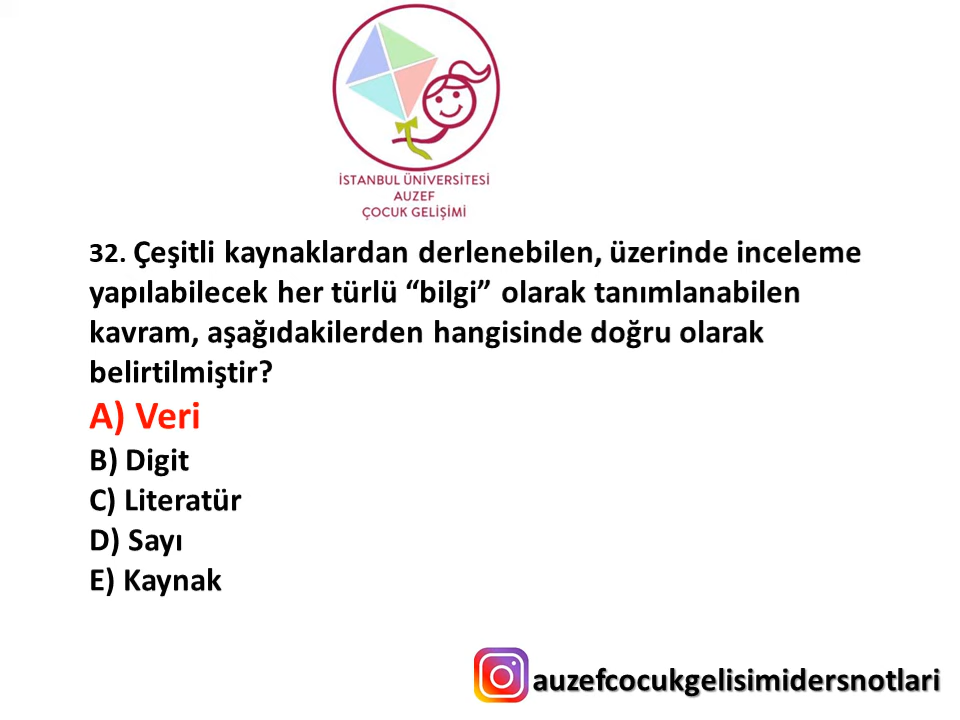 İSTANBUL ÜNİVERSİTESİ
AUZEF
ÇOCUK GELİŞİMİ
32. Çeşitli kaynaklardan derlenebilen, üzerinde inceleme
yapılabilecek her türlü “bilgi” olarak tanımlanabilen
kavram, aşağıdakilerden hangisinde doğru olarak
belirtilmiştir?
A) Veri
B) Digit
C) Literatür
D) Sayı
E) Kaynak
auzefcocukgelisimidersnotlari